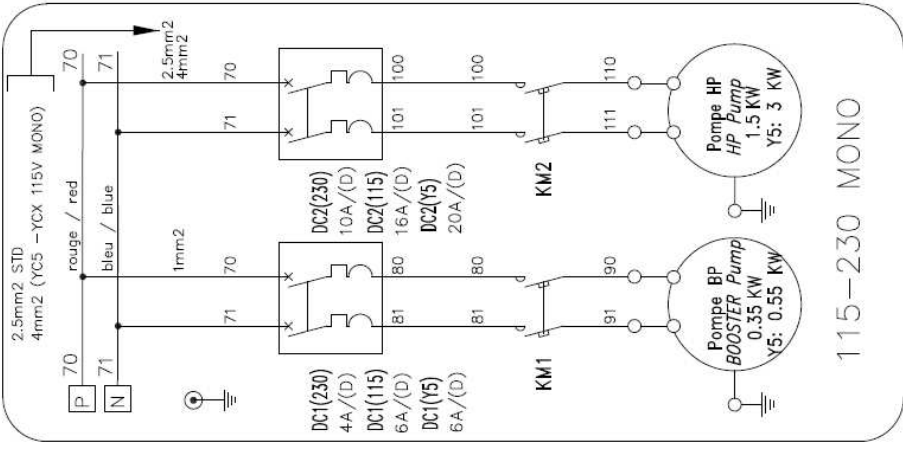 2.5mm2 STD
4mm2 (YC5 -YCX 115V MONO)
P
70
rouge / red
70
N
71
bleu / blue
71
2.5mm2
4mm2
1mm2
71
70
71
70
DC1(230)
4A/(D)
DC1(115)
6A/(D)
DC1(Y5)
6A/(D)
81
80
DC2(230)
10A/(D)
DC2(115)
16A/(D)
DC2(Y5)
20A/(D)
101
100
81
80
101
100
KM1
KM2
91
90
111
110
Pompe BP
BOOSTER Pump
0.35 KW
Y5: 0.55 KW
Pompe HP
HP Pump
1.5 KW
Y5: 3 KW
115-230 MONO